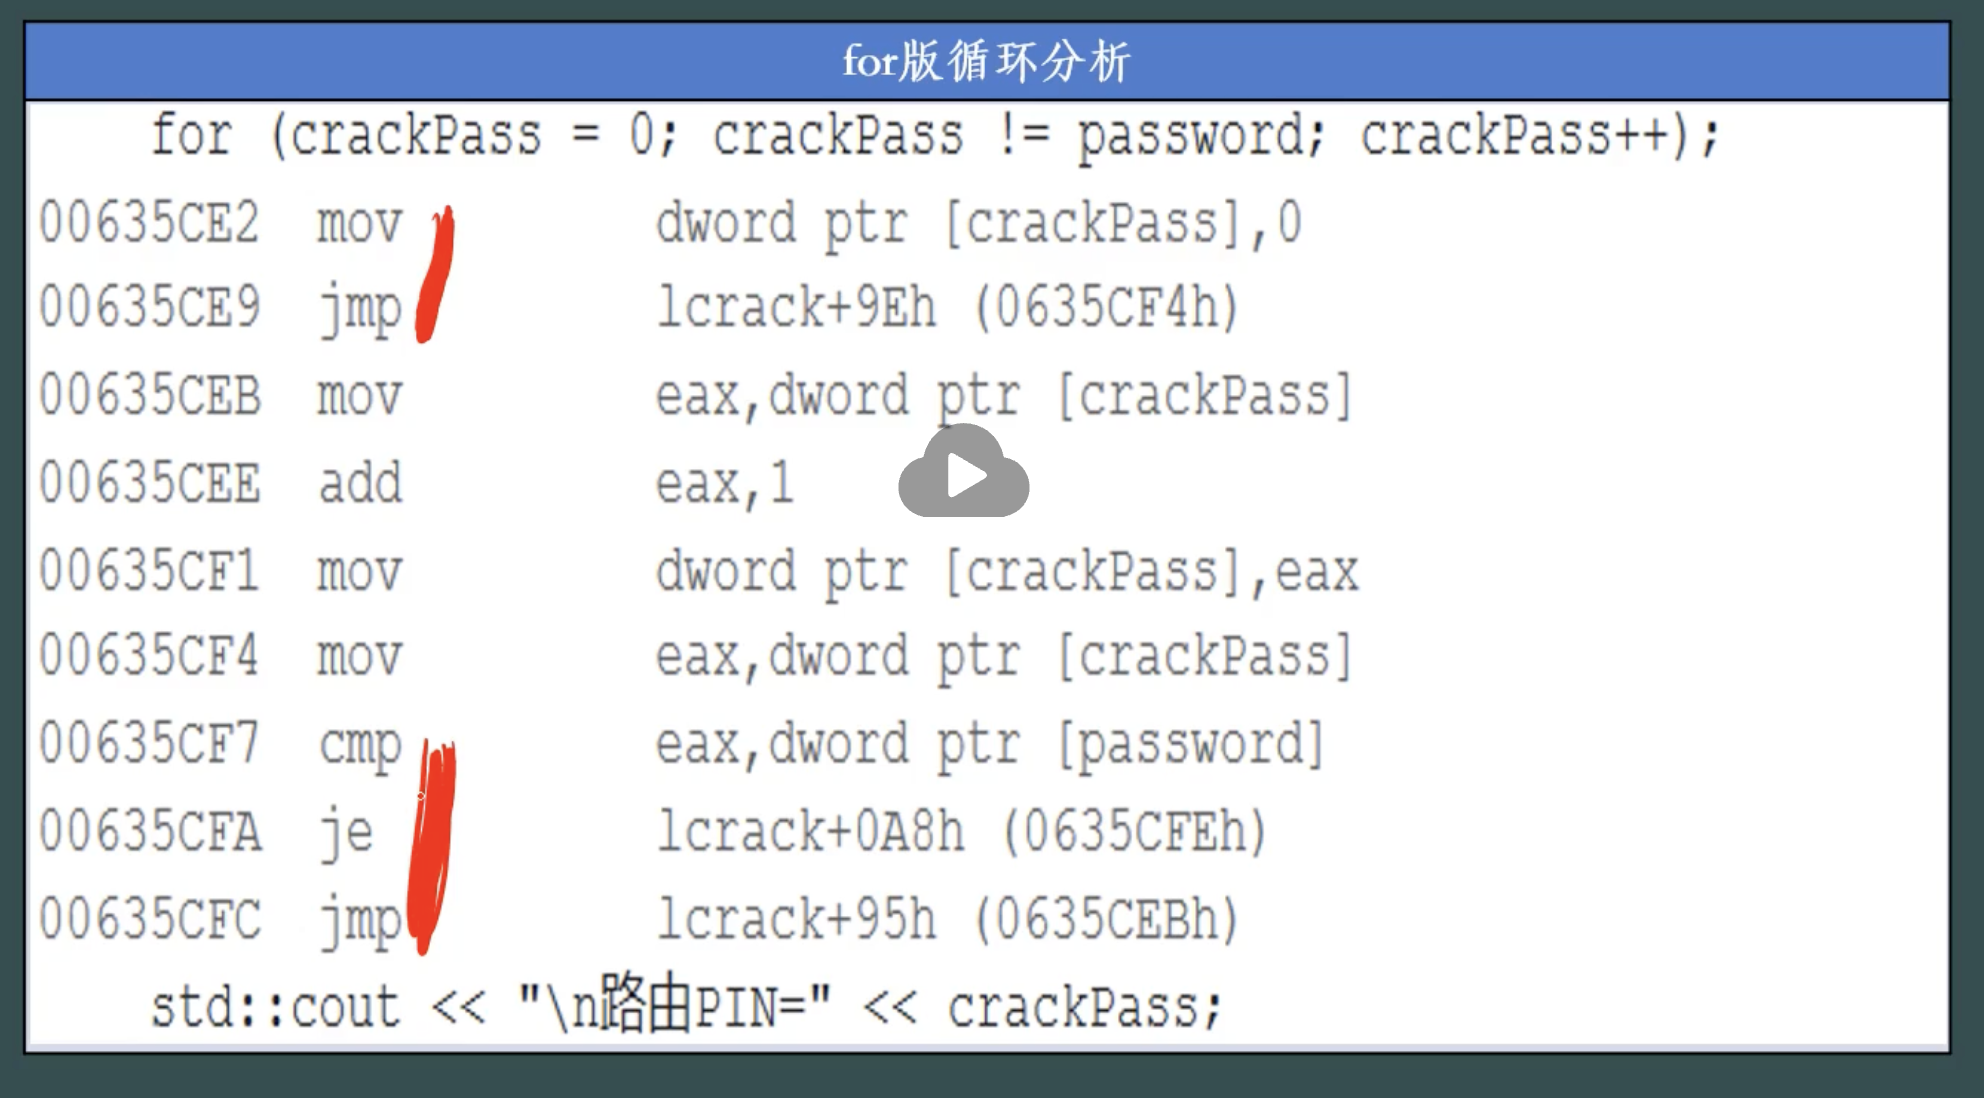 for版循环分析
for (crackPass = 0; crackPass != password; crackPass++);
00635CE2 mov dword ptr [crackPass],0
00635CE9 jmp lcrack+9Eh (0635CF4h)
00635CEB mov eax,dword ptr [crackPass]
00635CEE add eax,1
00635CF1 mov dword ptr [crackPass],eax
00635CF4 mov eax,dword ptr [crackPass]
00635CF7 cmp eax,dword ptr [password]
00635CFA je lcrack+0A8h (0635CFEh)
00635CFC jmp lcrack+95h (0635CEBh)
std::cout << "\n路由PIN=" << crackPass;